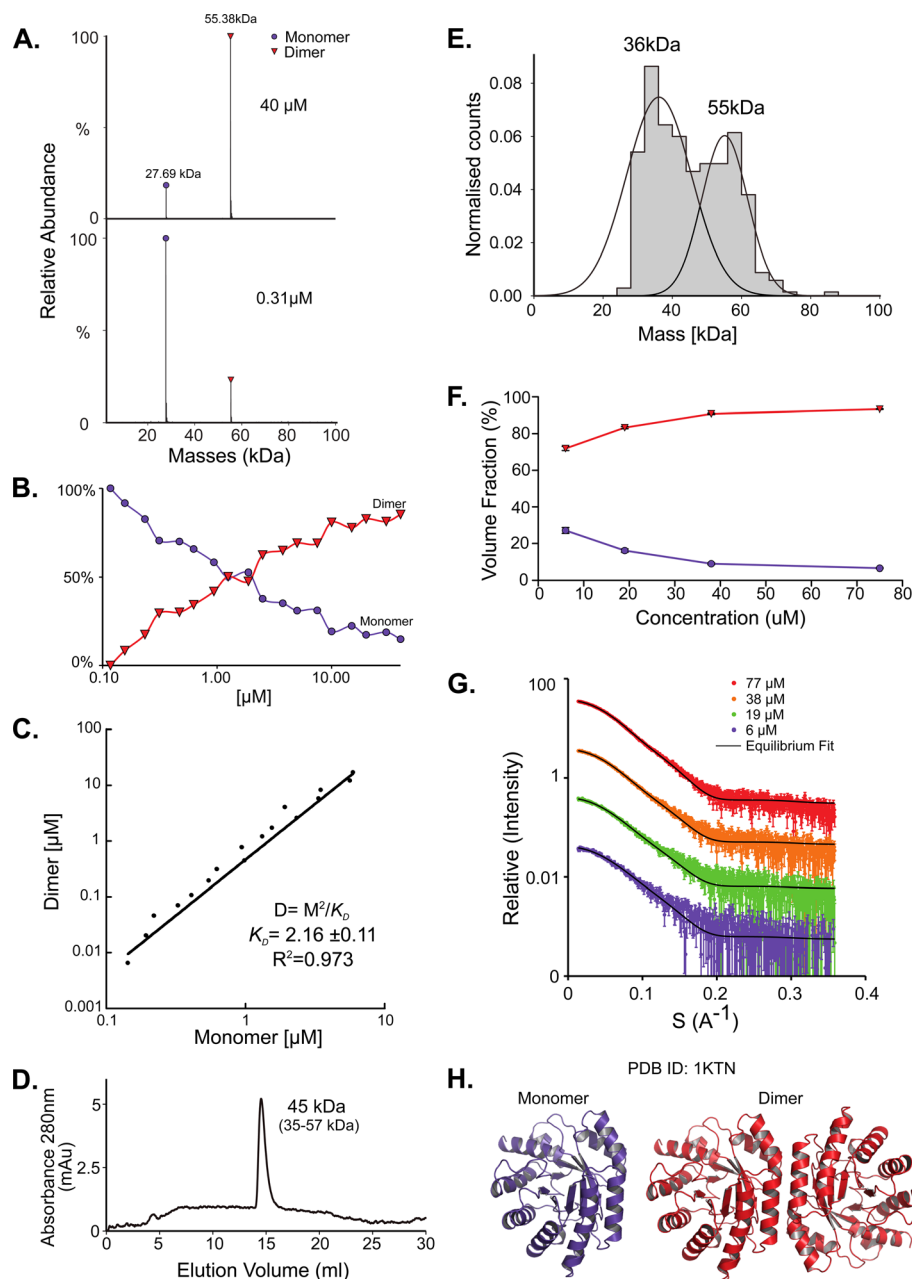 A.
55.38kDa
Monomer
Dimer
100
40 µM
%
27.69 kDa
0
100
0.31µM
%
0
20 40 60 80 100
Relative Abundance
Masses (kDa)
B.
100%
Dimer
50%
Monomer
0%
0.10 1.00 10.00
[µM]
C.
100
10
1
0.1
0.01
0.001
Dimer [µM]
D= M²/K_D
K_D= 2.16 ±0.11
R²=0.973
0.1 1 10
Monomer [µM]
D.
45 kDa
(35-57 kDa)
5
2.5
0
Absorbance 280nm
(mAu)
0 5 10 15 20 25 30
Elution Volume (ml)
E.
36kDa
55kDa
0.08
0.06
0.04
0.02
0.00
Normalised counts
0 20 40 60 80 100
Mass [kDa]
F.
100
80
60
40
20
0
Volume Fraction (%)
0 10 20 30 40 50 60 70 80
Concentration (uM)
G.
100
1
0.01
0
Relative (Intensity)
77 µM
38 µM
19 µM
6 µM
Equilibrium Fit
0 0.1 0.2 0.3 0.4
S (A⁻¹)
PDB ID: 1KTN
H.
Monomer Dimer